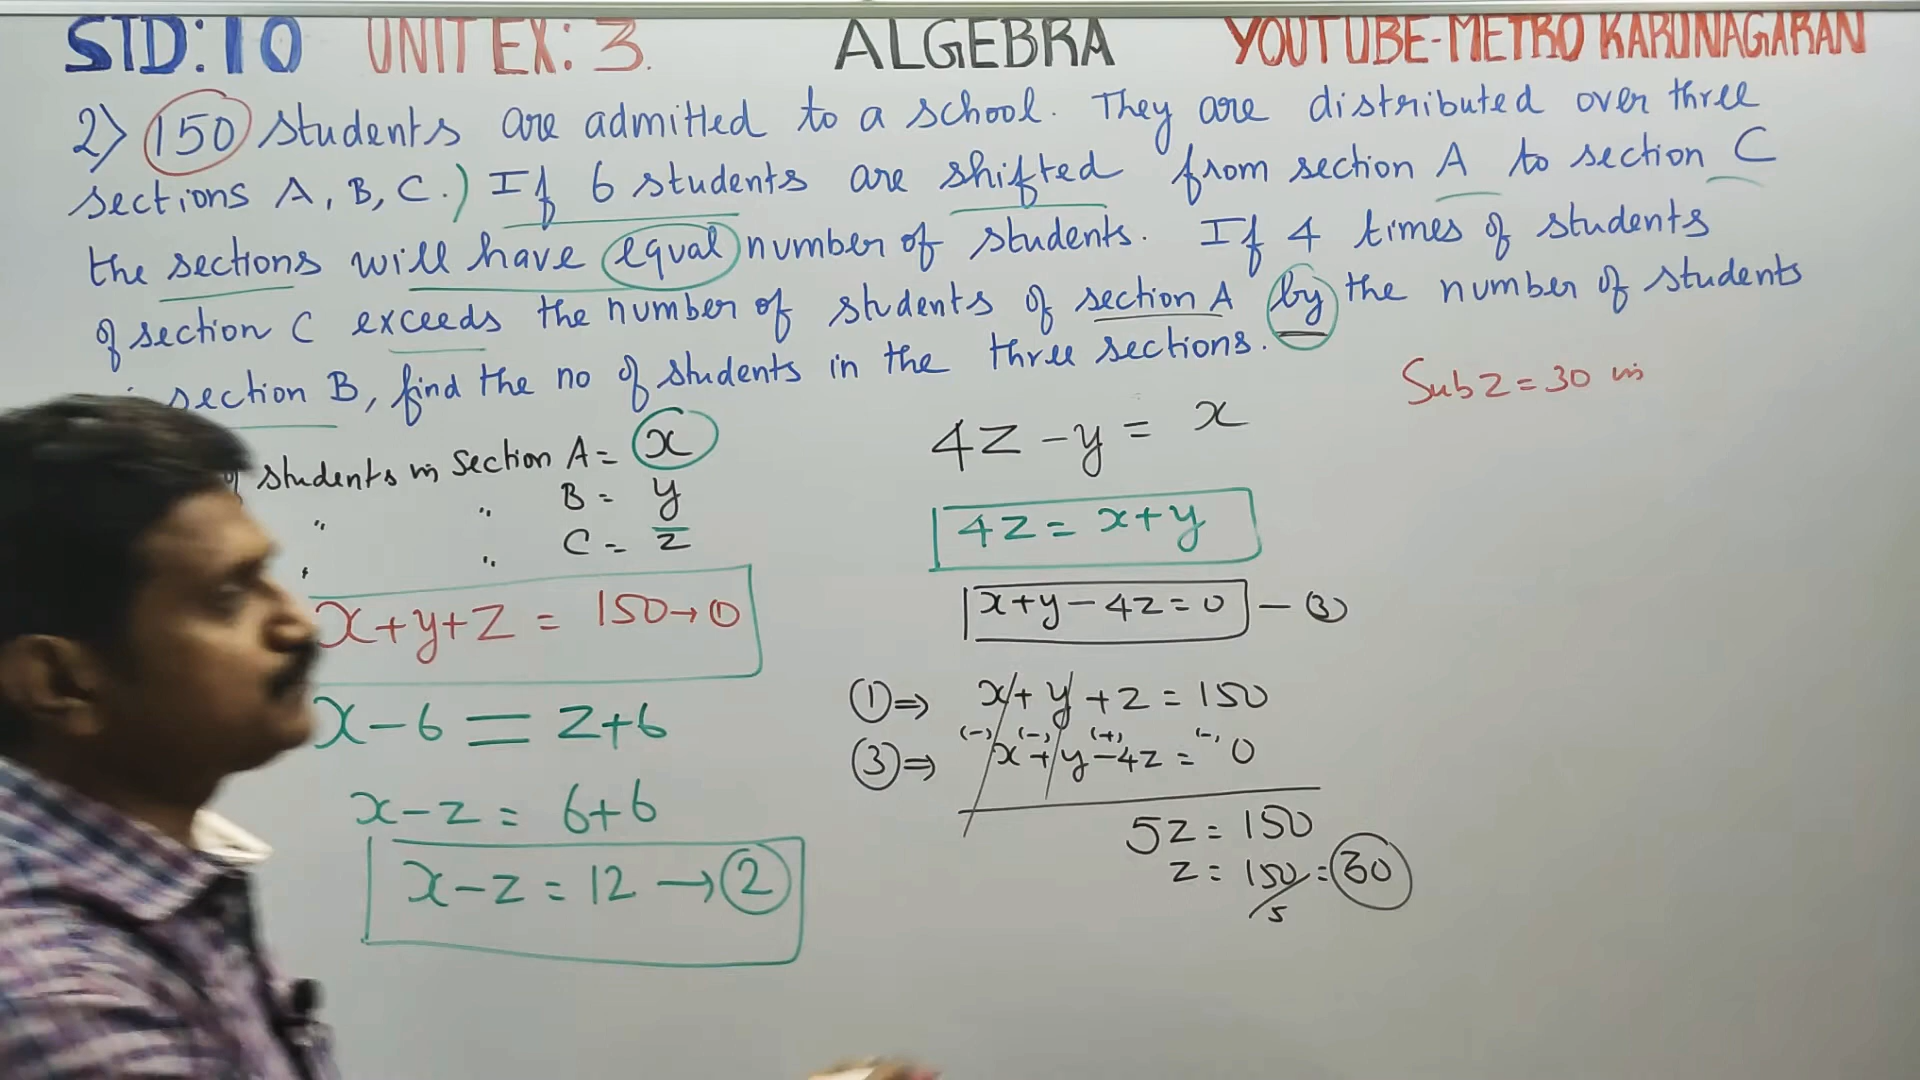 STD:10 UNIT EX: 3. ALGEBRA YOUTUBE-METRO KARUNAGARAN
2) 150 students are admitted to a school. They are distributed over three
sections A, B, C.) If 6 students are shifted from section A to section C
the sections will have equal number of students. If 4 times of students
of section C exceeds the number of students of section A by the number of students
section B, find the no of students in the three sections.
Sub z = 30 in
students in Section A = x
" " B = y
" " C = z
x+y+z = 150 → ①
x-6 = z+6
x-z = 6+6
x-z = 12 → ②
4z - y = x
4z = x+y
x+y-4z=0 — ③
①⇒ x+y+z = 150
(-) (-) (+) (-)
③⇒ x+y-4z = 0
5z = 150
z = 150/5 = 30